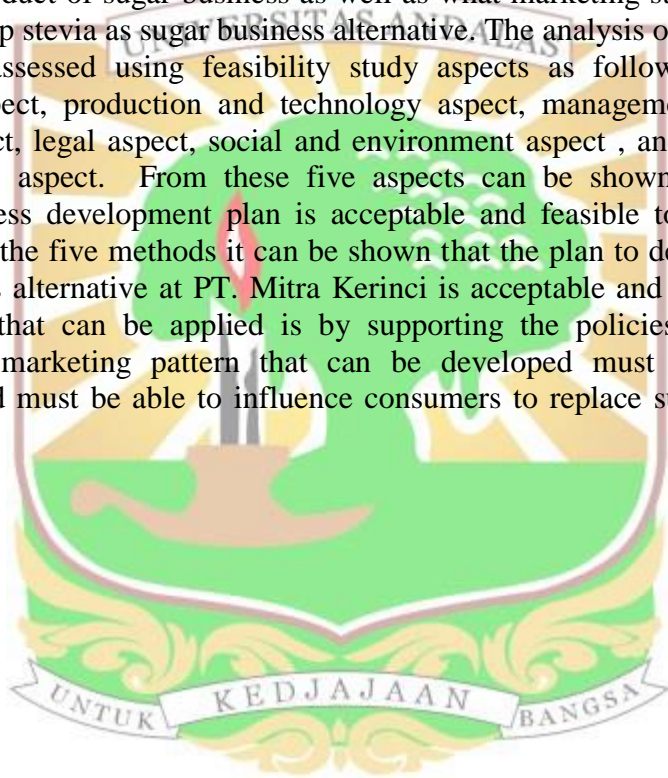 duct of sugar business as well as what marketing s
p stevia as sugar business alternative. The analysis o
UNIVERSITAS ANDALAS
assessed using feasibility study aspects as follow
ect, production and technology aspect, manageme
ct, legal aspect, social and environment aspect , an
aspect. From these five aspects can be shown
ess development plan is acceptable and feasible to
the five methods it can be shown that the plan to de
s alternative at PT. Mitra Kerinci is acceptable and
that can be applied is by supporting the policies
marketing pattern that can be developed must
d must be able to influence consumers to replace su
UNTUK KEDJAJAAN BANGSA